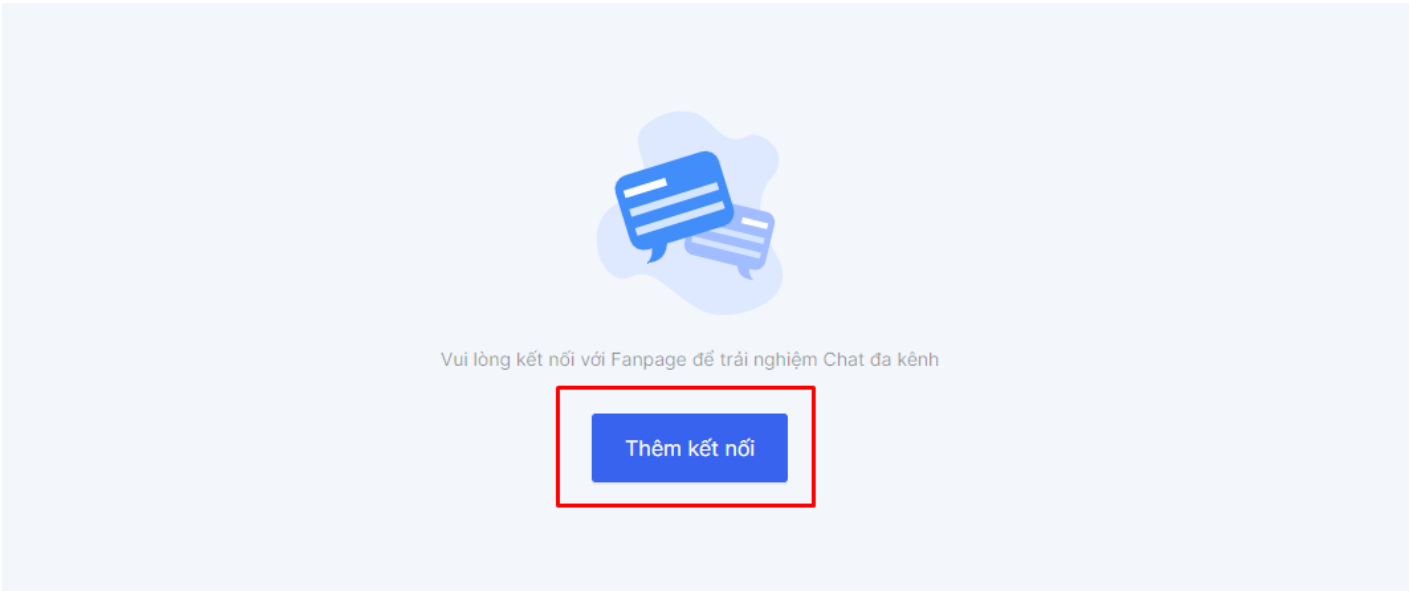 Vui lòng kết nối với Fanpage để trải nghiệm Chat đa kênh
Thêm kết nối